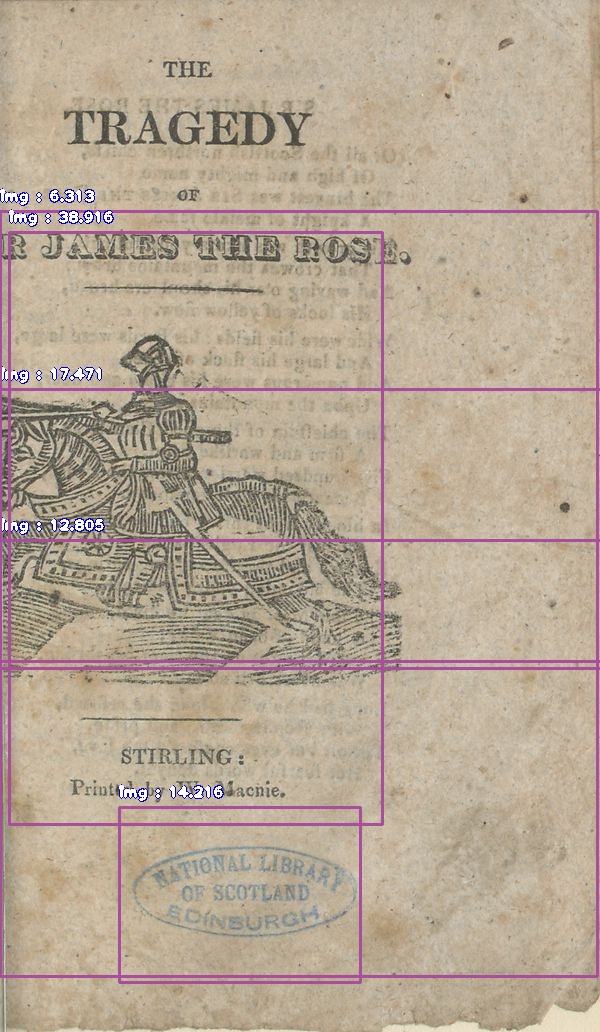 THE
TRAGEDY
OF
R JAMES THE ROSE.
STIRLING:
Printed by W. Macnie.
NATIONAL LIBRARY
OF SCOTLAND
EDINBURGH
Img : 6.313
Img : 38.916
Img : 17.471
Img : 12.805
Img : 14.216